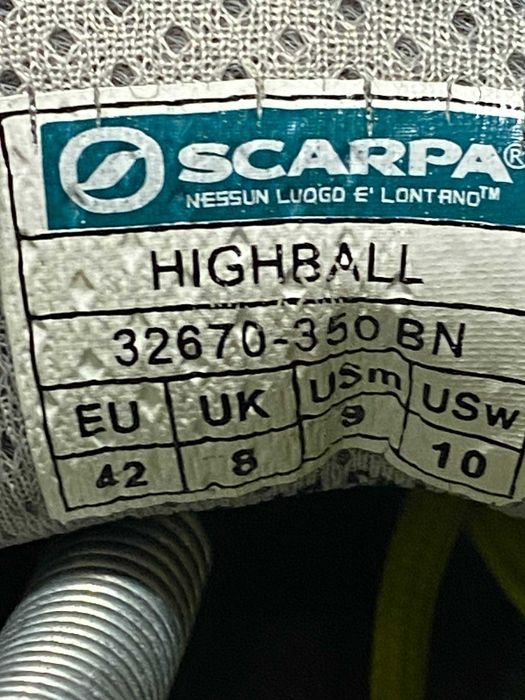 SCARPA®
NESSUN LUOGO E' LONTANO™
HIGHBALL
32670-350 BN
EU UK USm USw
42 8 9 10